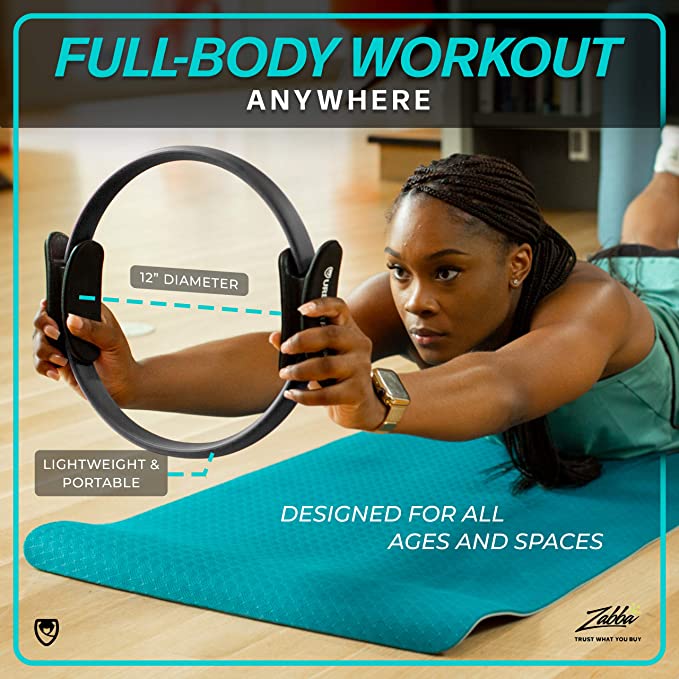 FULL-BODY WORKOUT
ANYWHERE
12” DIAMETER
LIGHTWEIGHT &
PORTABLE
DESIGNED FOR ALL
AGES AND SPACES
Zabba
TRUST WHAT YOU BUY